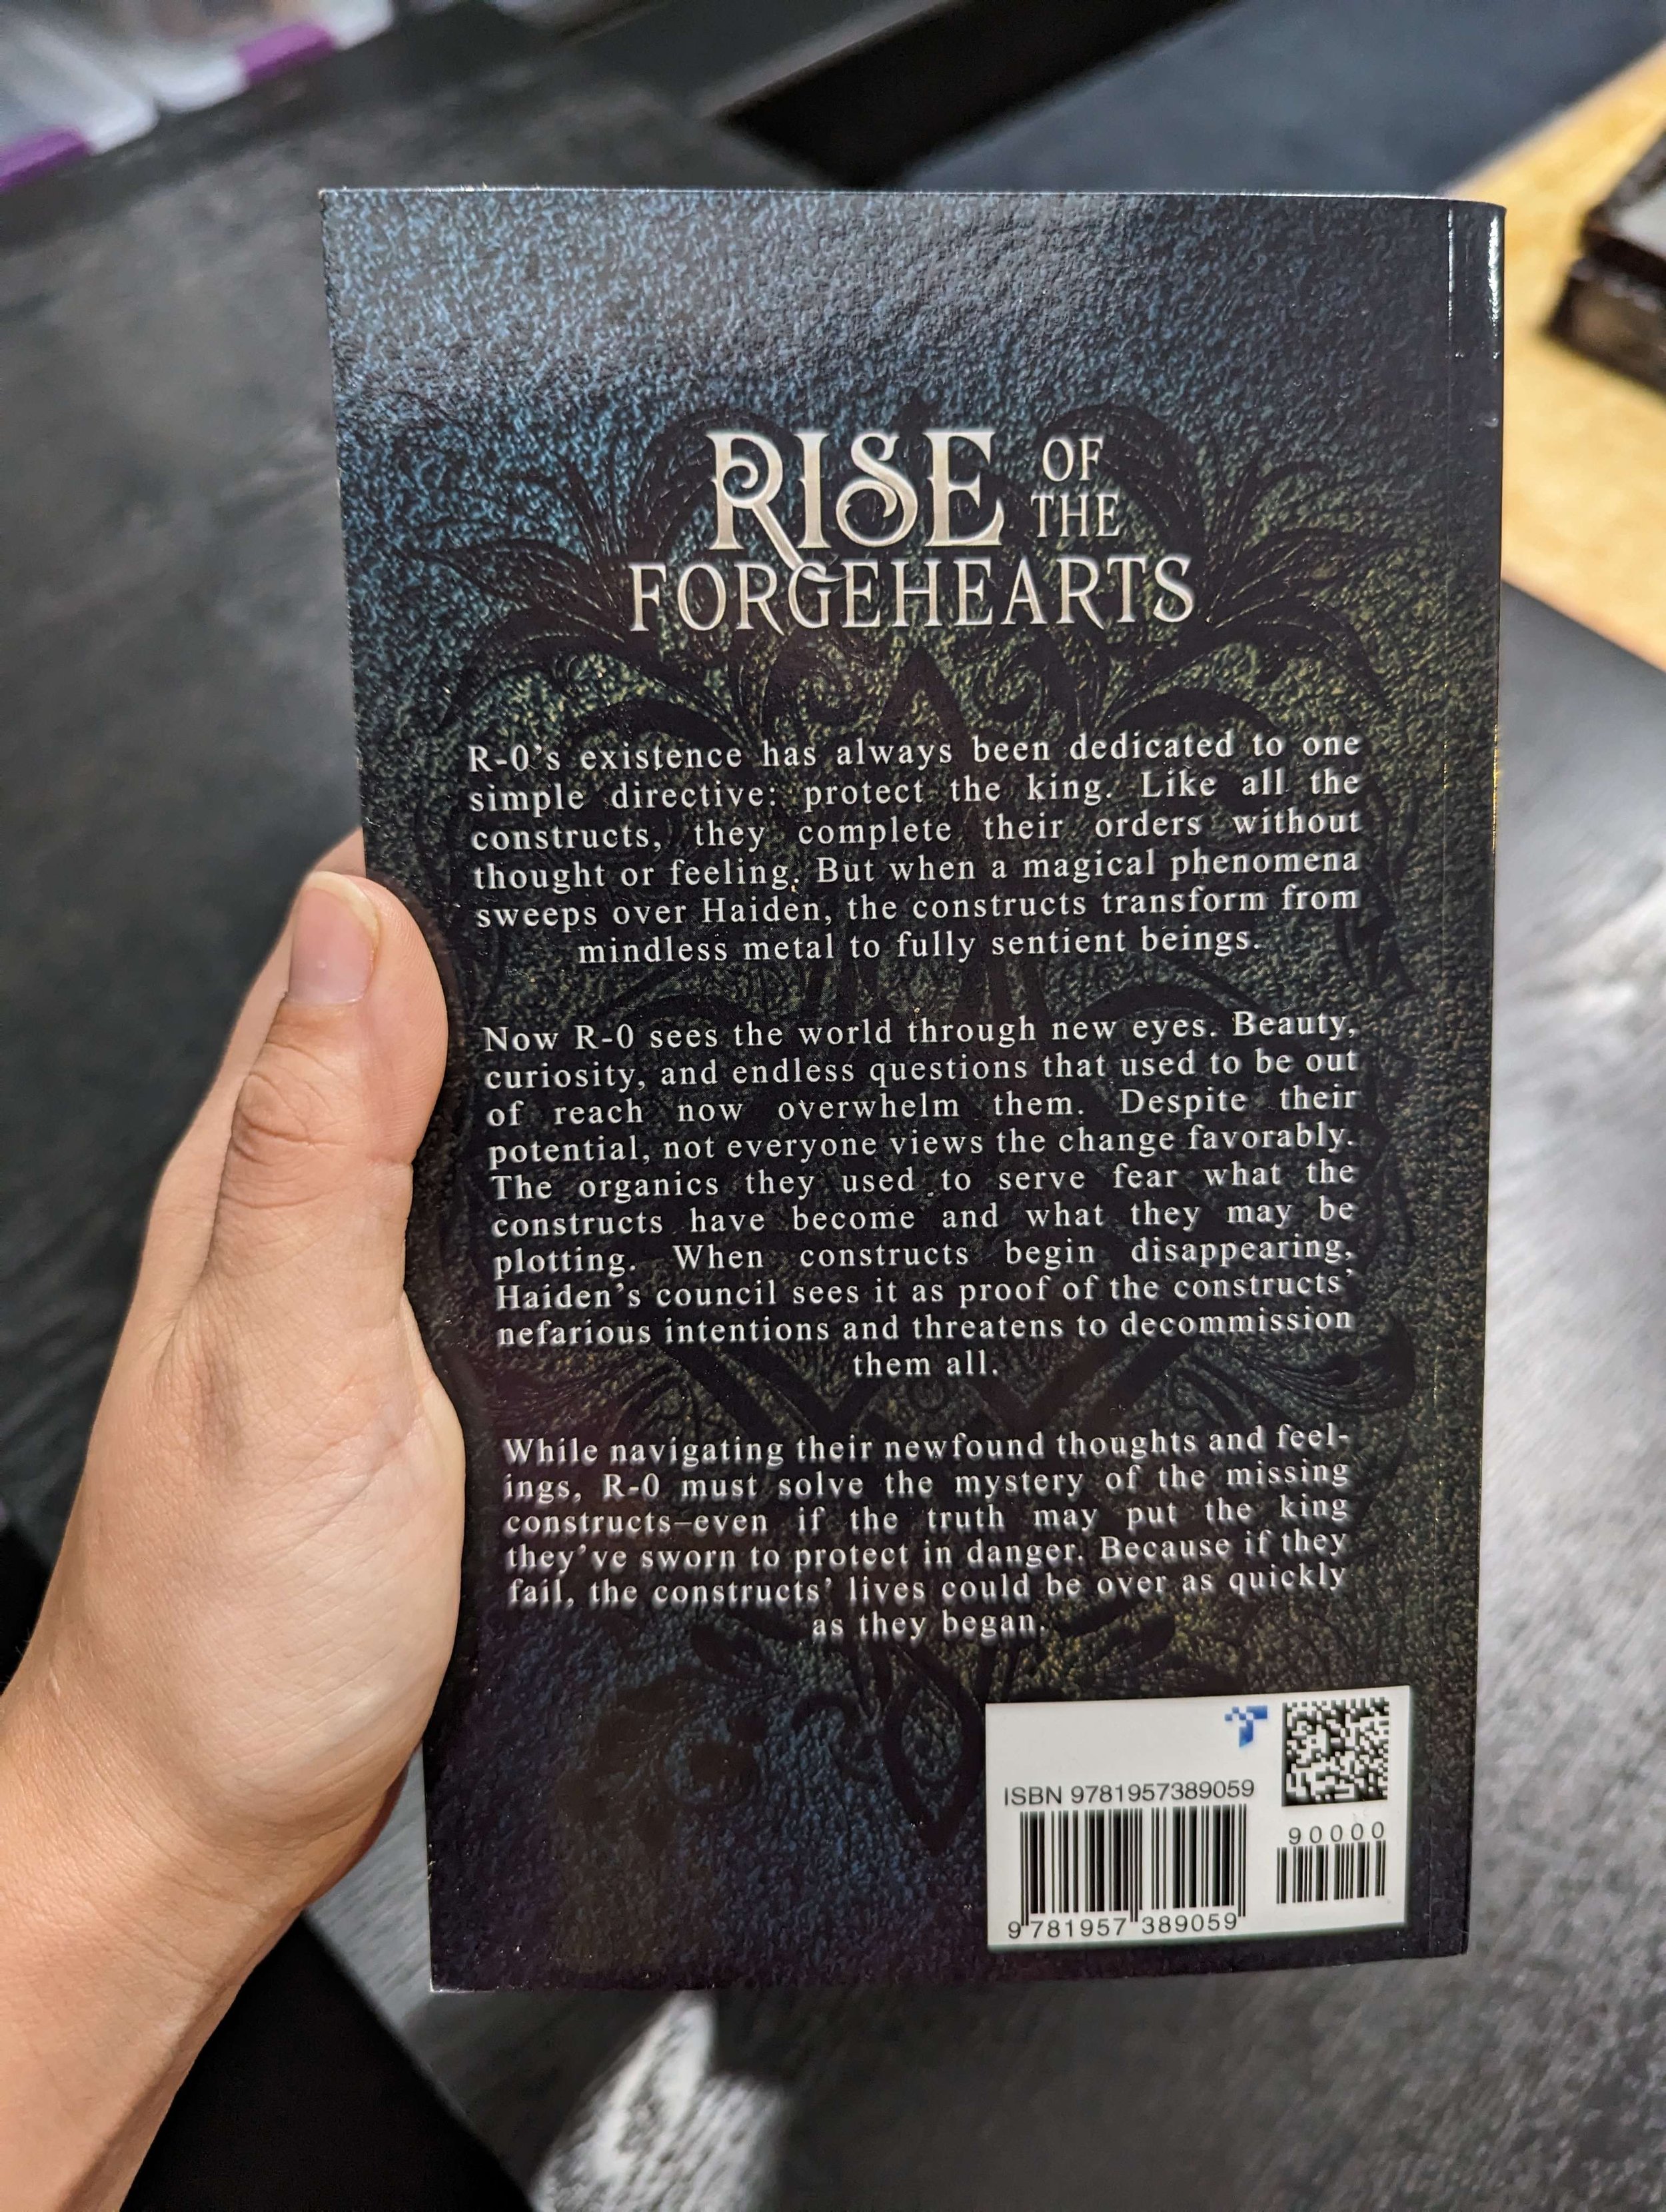 RISE OF THE
FORGEHEARTS
R-0's existence has always been dedicated to one
simple directive: protect the king. Like all the
constructs, they complete their orders without
thought or feeling. But when a magical phenomena
sweeps over Haiden, the constructs transform from
mindless metal to fully sentient beings.
Now R-0 sees the world through new eyes. Beauty,
curiosity, and endless questions that used to be out
of reach now overwhelm them. Despite their
potential, not everyone views the change favorably.
The organics they used to serve fear what the
constructs have become and what they may be
plotting. When constructs begin disappearing,
Haiden's council sees it as proof of the constructs'
nefarious intentions and threatens to decommission
them all.
While navigating their newfound thoughts and feel-
ings, R-0 must solve the mystery of the missing
constructs—even if the truth may put the king
they've sworn to protect in danger. Because if they
fail, the constructs' lives could be over as quickly
as they began.
ISBN 9781957389059
90000
9 781957 389059